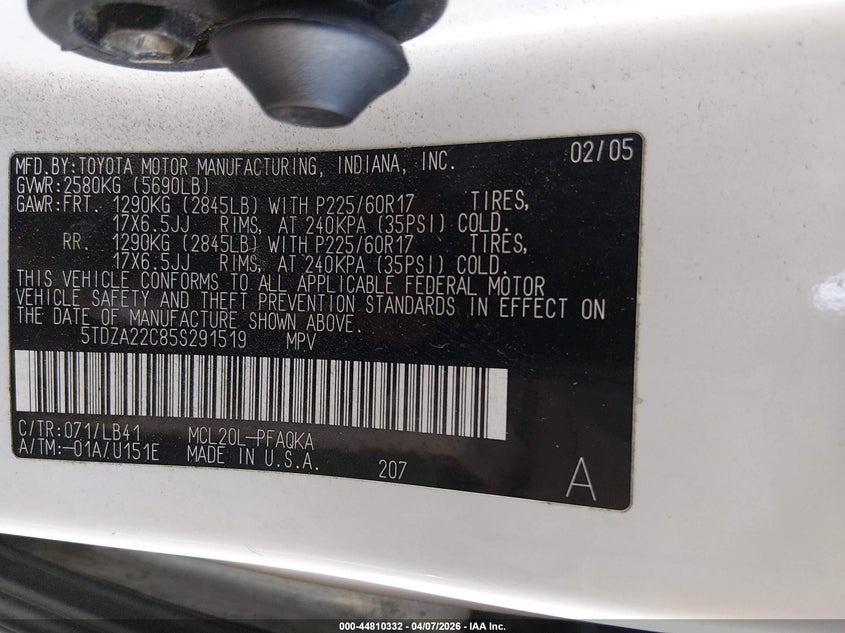 MFD.BY:TOYOTA MOTOR MANUFACTURING, INDIANA, INC. 02/05
GVWR:2580KG (5690LB)
GAWR:FRT. 1290KG (2845LB) WITH P225/60R17 TIRES,
17X6.5JJ RIMS, AT 240KPA (35PSI) COLD.
RR. 1290KG (2845LB) WITH P225/60R17 TIRES,
17X6.5JJ RIMS, AT 240KPA (35PSI) COLD.
THIS VEHICLE CONFORMS TO ALL APPLICABLE FEDERAL MOTOR
VEHICLE SAFETY AND THEFT PREVENTION STANDARDS IN EFFECT ON
THE DATE OF MANUFACTURE SHOWN ABOVE.
5TDZA22C85S291519 MPV
C/TR:071/LB41 MCL20L-PFAQKA
A/TM:-01A/U151E MADE IN U.S.A. 207 A
000-44810332 - 04/07/2026 - IAA Inc.